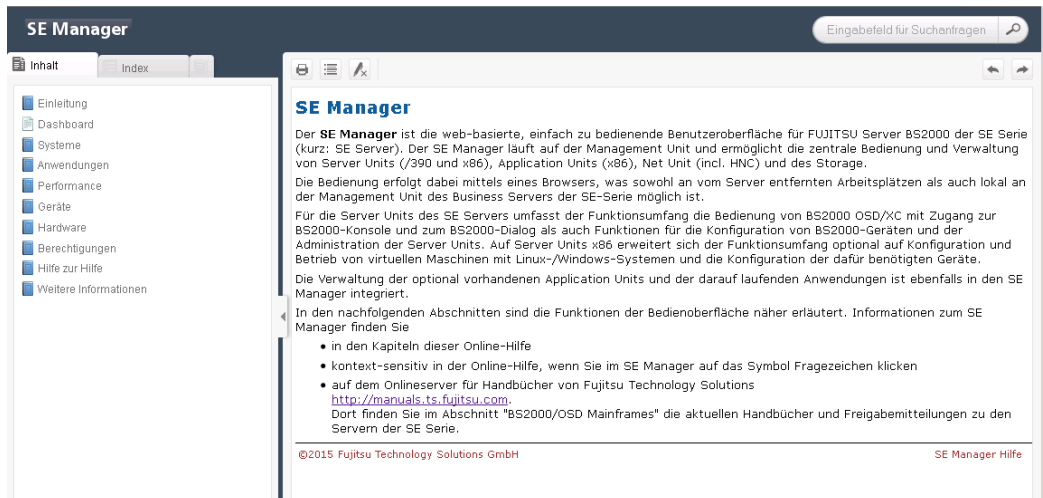 SE Manager
Eingabefeld für Suchanfragen
Inhalt
Index
Einleitung
Dashboard
Systeme
Anwendungen
Performance
Geräte
Hardware
Berechtigungen
Hilfe zur Hilfe
Weitere Informationen
SE Manager
Der SE Manager ist die web-basierte, einfach zu bedienende Benutzeroberfläche für FUJITSU Server BS2000 der SE Serie
(kurz: SE Server). Der SE Manager läuft auf der Management Unit und ermöglicht die zentrale Bedienung und Verwaltung
von Server Units (/390 und x86), Application Units (x86), Net Unit (incl. HNC) und des Storage.
Die Bedienung erfolgt dabei mittels eines Browsers, was sowohl an vom Server entfernten Arbeitsplätzen als auch lokal an
der Management Unit des Business Servers der SE-Serie möglich ist.
Für die Server Units des SE Servers umfasst der Funktionsumfang die Bedienung von BS2000 OSD/XC mit Zugang zur
BS2000-Konsole und zum BS2000-Dialog als auch Funktionen für die Konfiguration von BS2000-Geräten und der
Administration der Server Units. Auf Server Units x86 erweitert sich der Funktionsumfang optional auf Konfiguration und
Betrieb von virtuellen Maschinen mit Linux-/Windows-Systemen und die Konfiguration der dafür benötigten Geräte.
Die Verwaltung der optional vorhandenen Application Units und der darauf laufenden Anwendungen ist ebenfalls in den SE
Manager integriert.
In den nachfolgenden Abschnitten sind die Funktionen der Bedienoberfläche näher erläutert. Informationen zum SE
Manager finden Sie
• in den Kapiteln dieser Online-Hilfe
• kontext-sensitiv in der Online-Hilfe, wenn Sie im SE Manager auf das Symbol Fragezeichen klicken
• auf dem Onlineserver für Handbücher von Fujitsu Technology Solutions
http://manuals.ts.fujitsu.com.
Dort finden Sie im Abschnitt "BS2000/OSD Mainframes" die aktuellen Handbücher und Freigabemitteilungen zu den
Servern der SE Serie.
©2015 Fujitsu Technology Solutions GmbH
SE Manager Hilfe